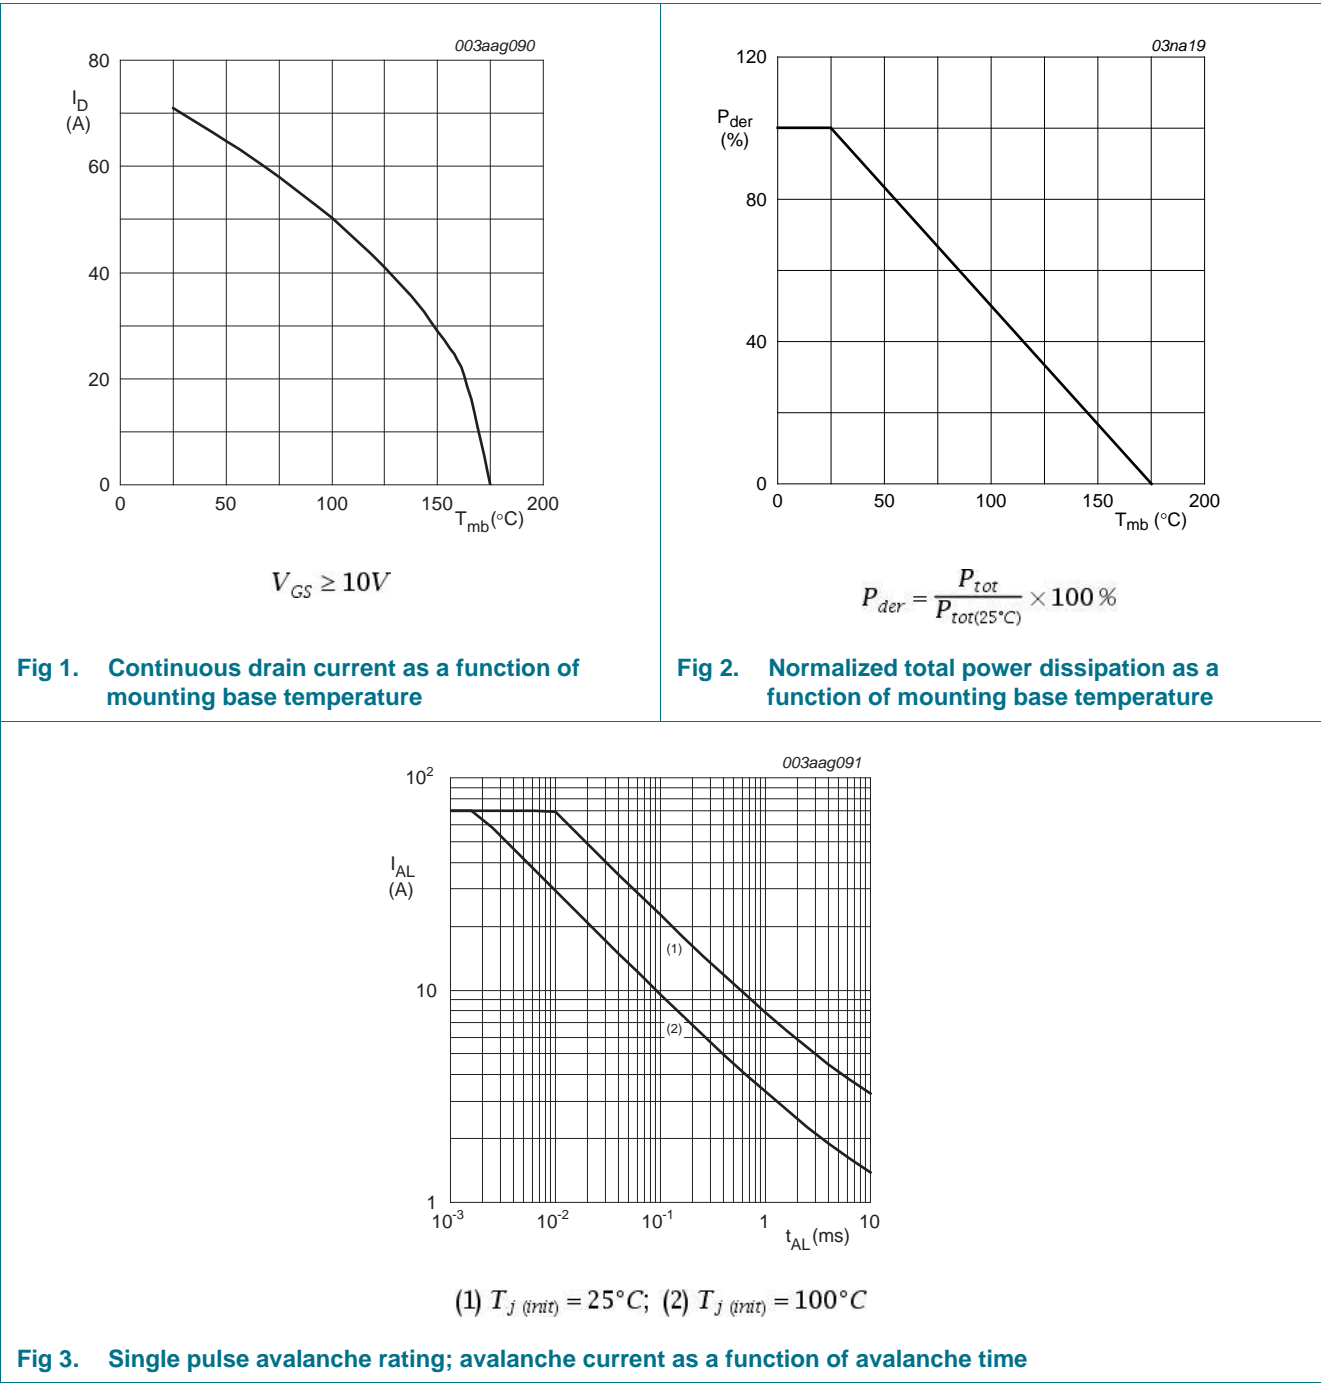 003aag090
80
I_D
(A)
60
40
20
0
0 50 100 150 200
T_mb (°C)
V_GS ≥ 10V
Fig 1. Continuous drain current as a function of
mounting base temperature
03na19
120
P_der
(%)
80
40
0
0 50 100 150 200
T_mb (°C)
P_der = P_tot / P_tot(25°C) × 100 %
Fig 2. Normalized total power dissipation as a
function of mounting base temperature
003aag091
10^2
I_AL
(A)
(1)
10
(2)
1
10^-3 10^-2 10^-1 1 10
t_AL (ms)
(1) T_j (init) = 25°C; (2) T_j (init) = 100°C
Fig 3. Single pulse avalanche rating; avalanche current as a function of avalanche time